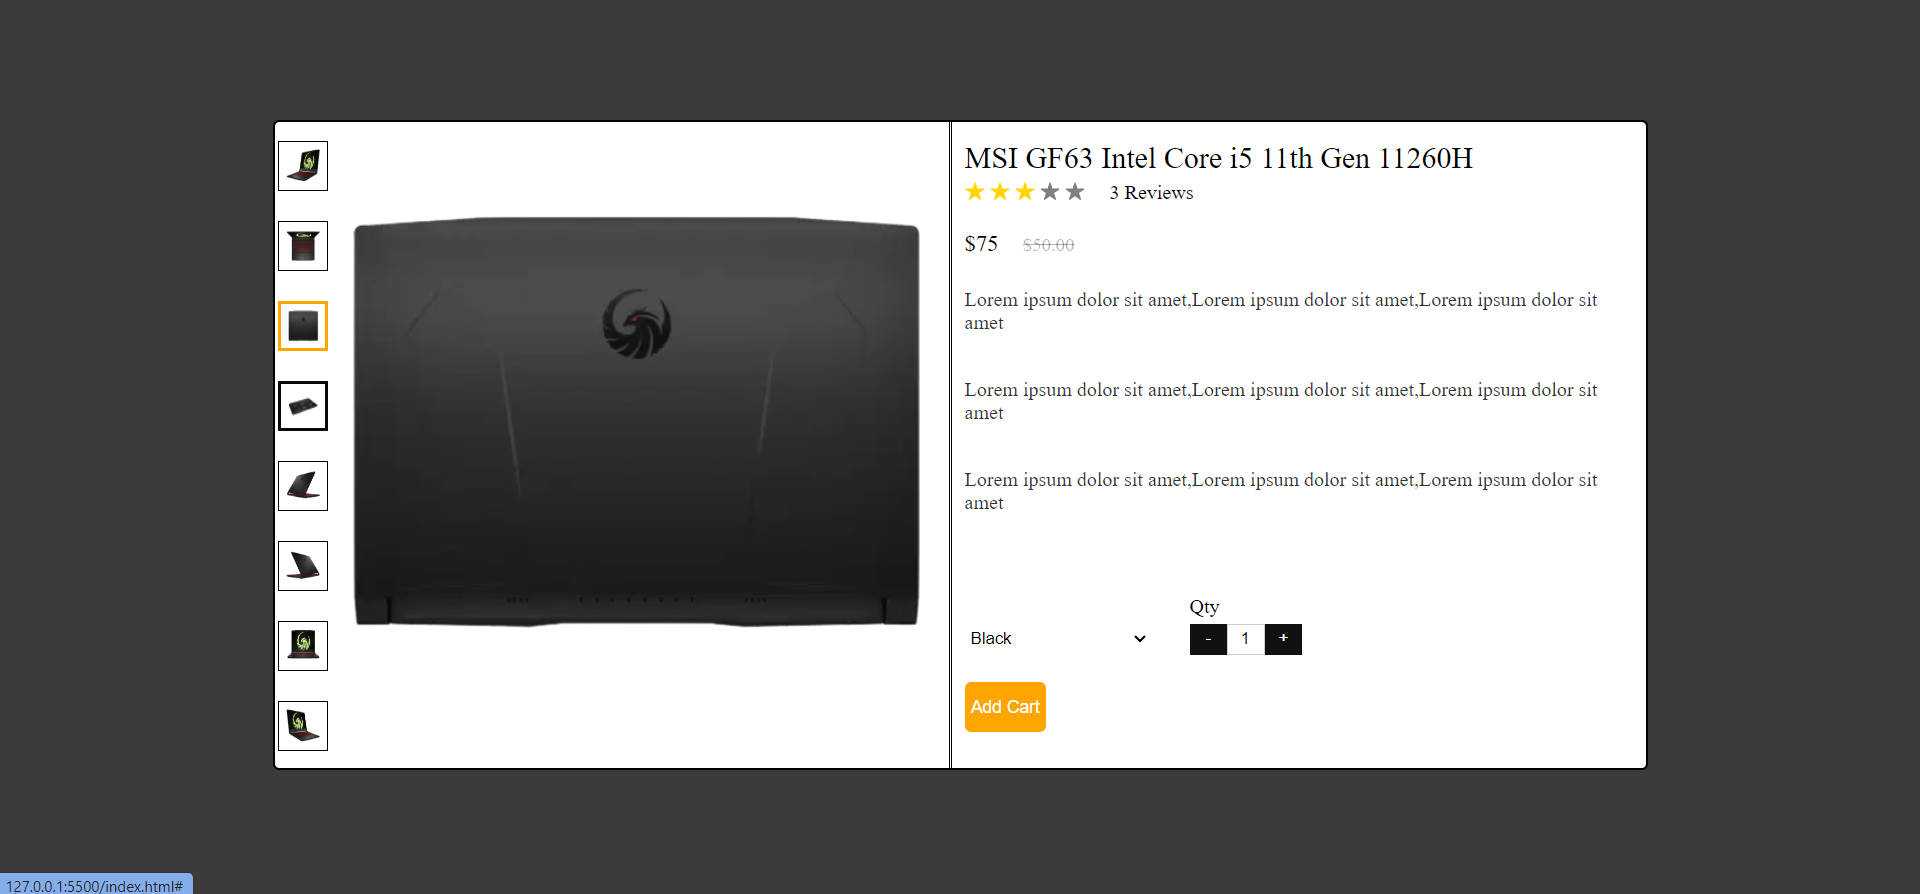 MSI GF63 Intel Core i5 11th Gen 11260H
3 Reviews
$75 $50.00
Lorem ipsum dolor sit amet,Lorem ipsum dolor sit amet,Lorem ipsum dolor sit
amet
Lorem ipsum dolor sit amet,Lorem ipsum dolor sit amet,Lorem ipsum dolor sit
amet
Lorem ipsum dolor sit amet,Lorem ipsum dolor sit amet,Lorem ipsum dolor sit
amet
Qty
Black - 1 +
Add Cart
127.0.0.1:5500/index.html#